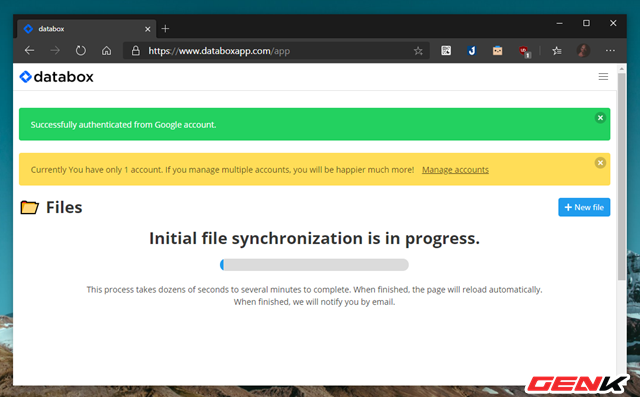 databox
https://www.databoxapp.com/app
databox
Successfully authenticated from Google account.
Currently You have only 1 account. If you manage multiple accounts, you will be happier much more! Manage accounts
Files
+ New file
Initial file synchronization is in progress.
This process takes dozens of seconds to several minutes to complete. When finished, the page will reload automatically.
When finished, we will notify you by email.
GENK